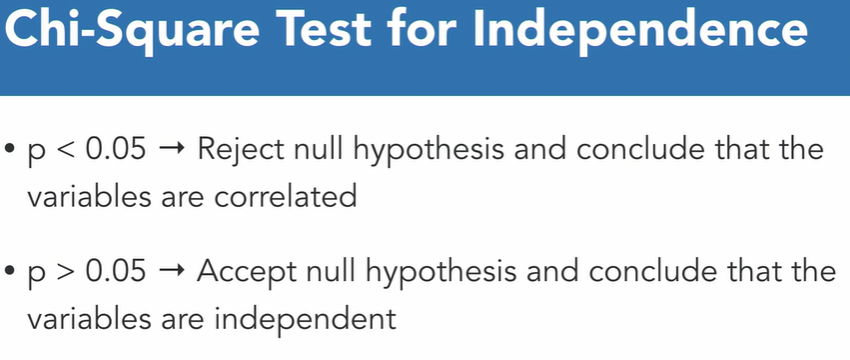 Chi-Square Test for Independence
• p < 0.05 → Reject null hypothesis and conclude that the
variables are correlated
• p > 0.05 → Accept null hypothesis and conclude that the
variables are independent